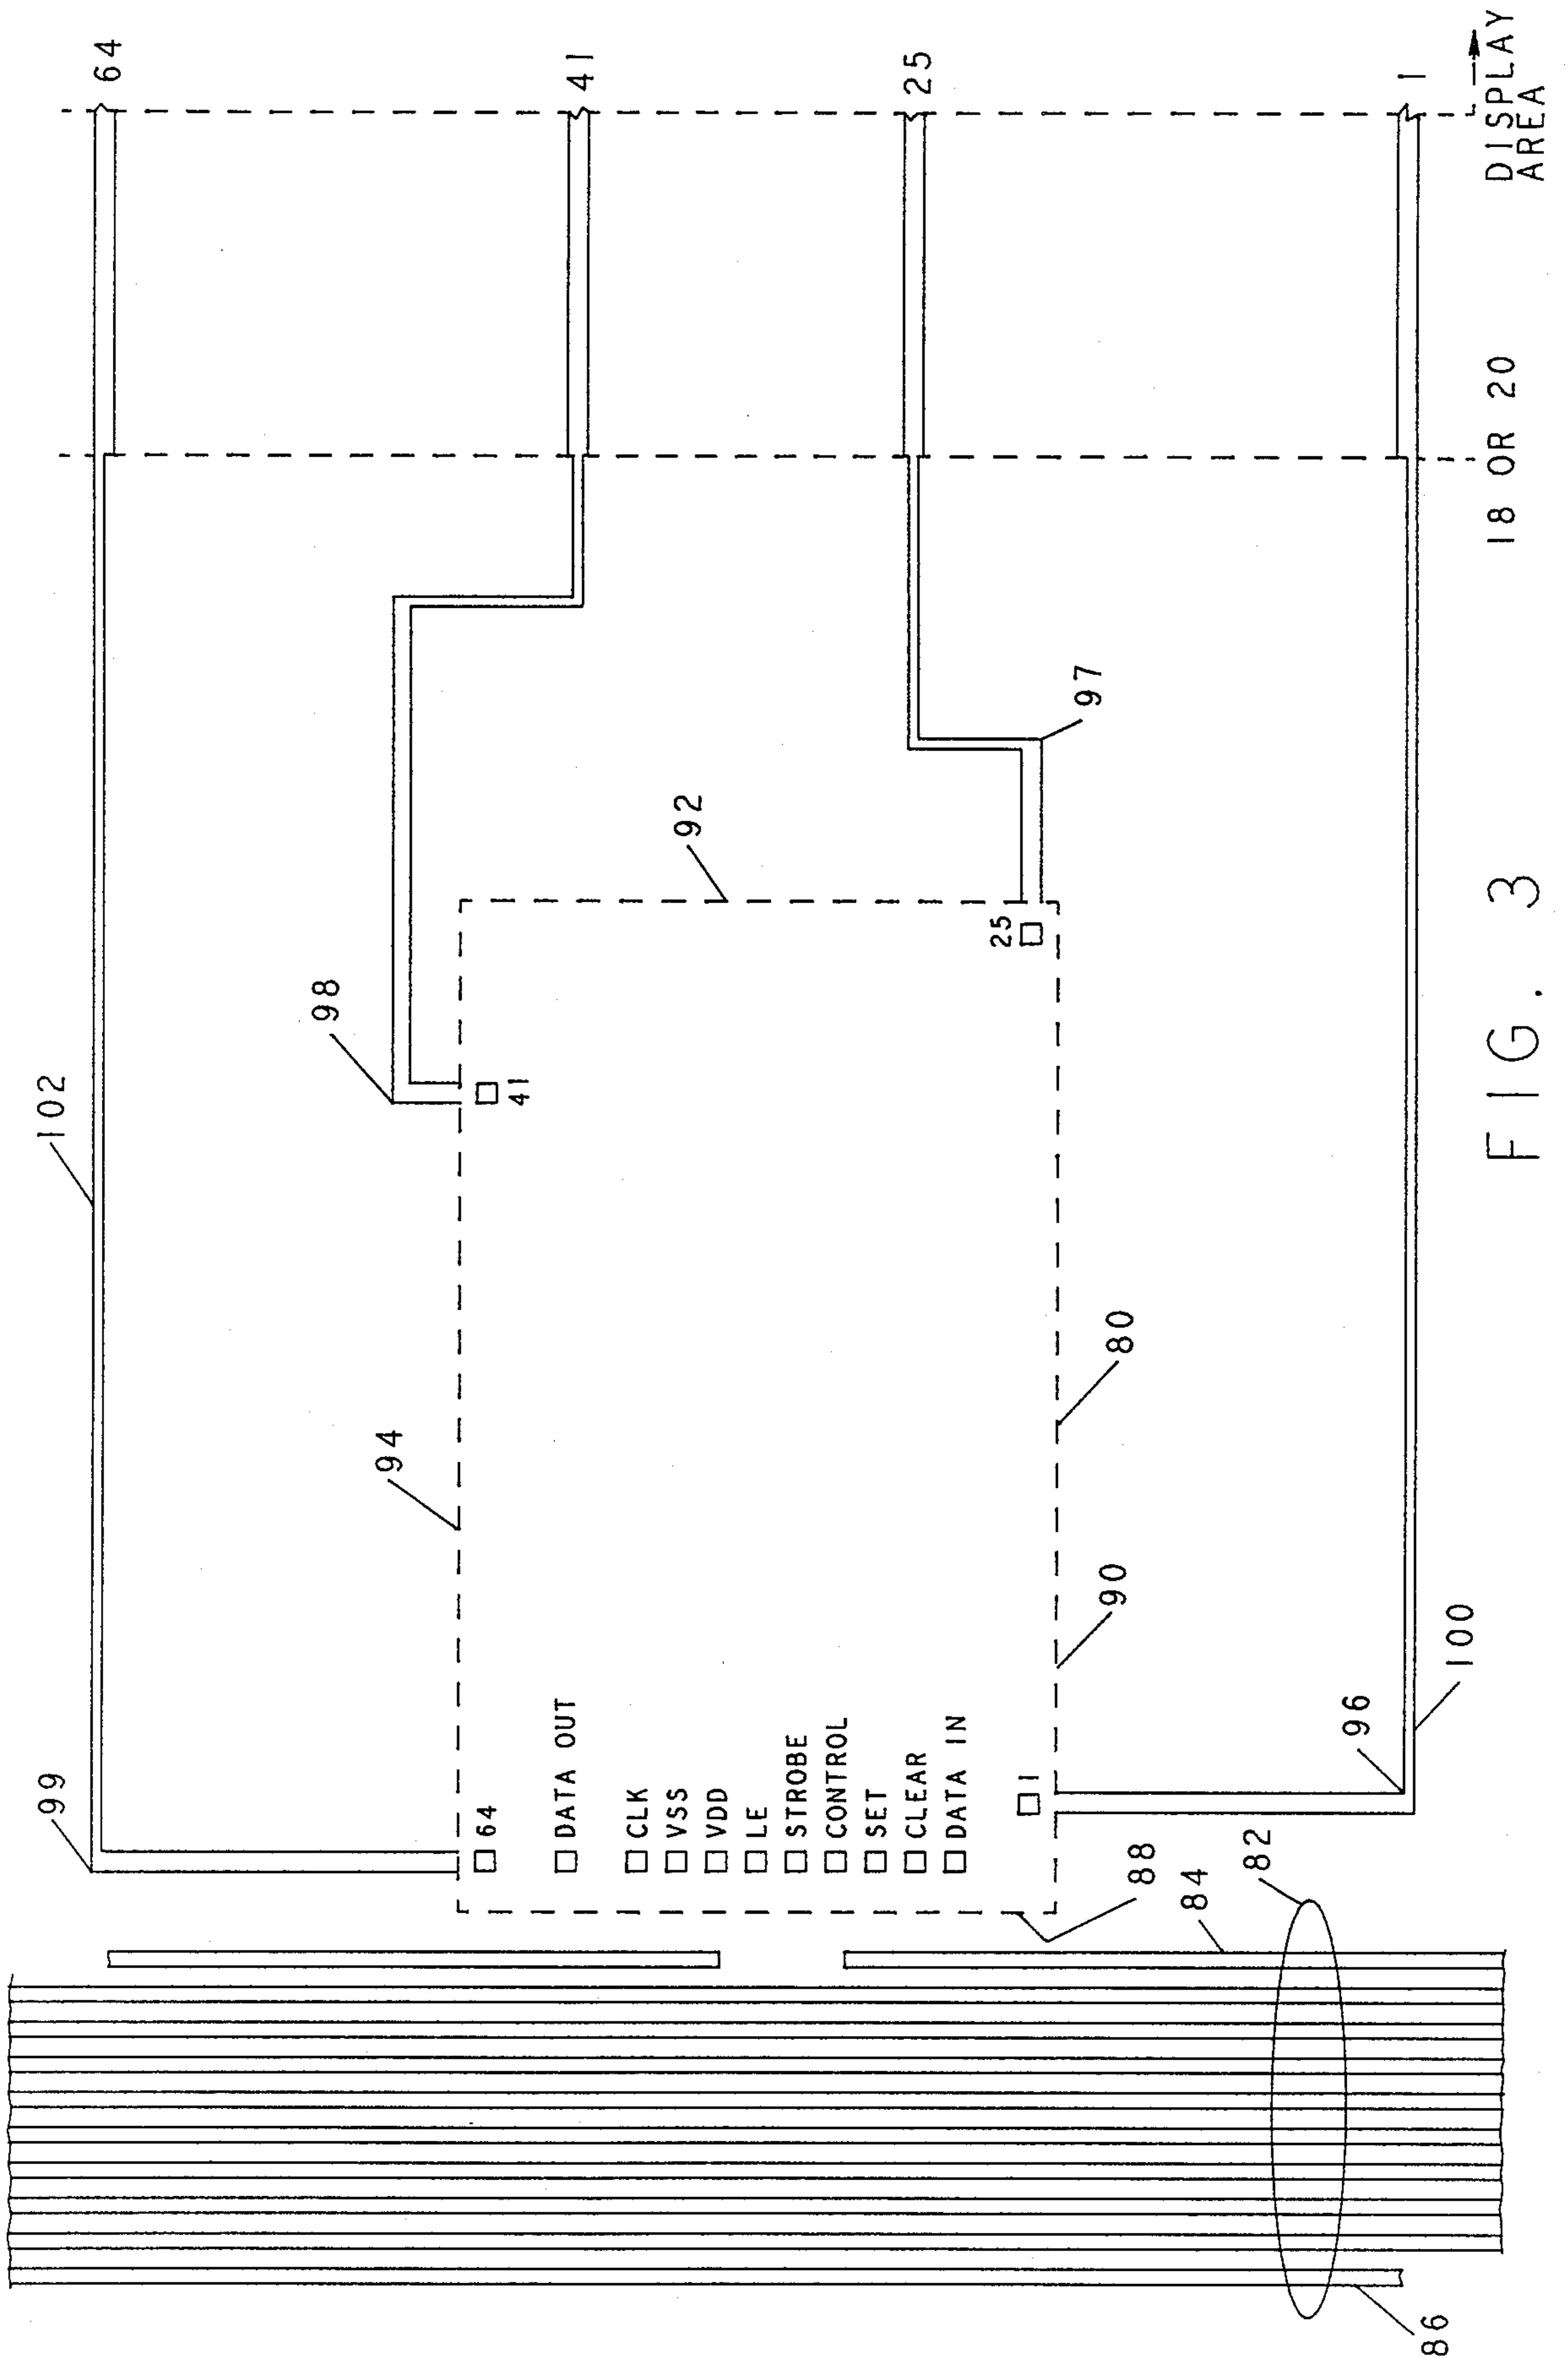 64
41
25
1
DISPLAY
AREA
18 OR 20
102
98
92
97
41
25
94
80
90
99
64
DATA OUT
CLK
VSS
VDD
LE
STROBE
CONTROL
SET
CLEAR
DATA IN
1
96
100
88
84
82
86
FIG. 3